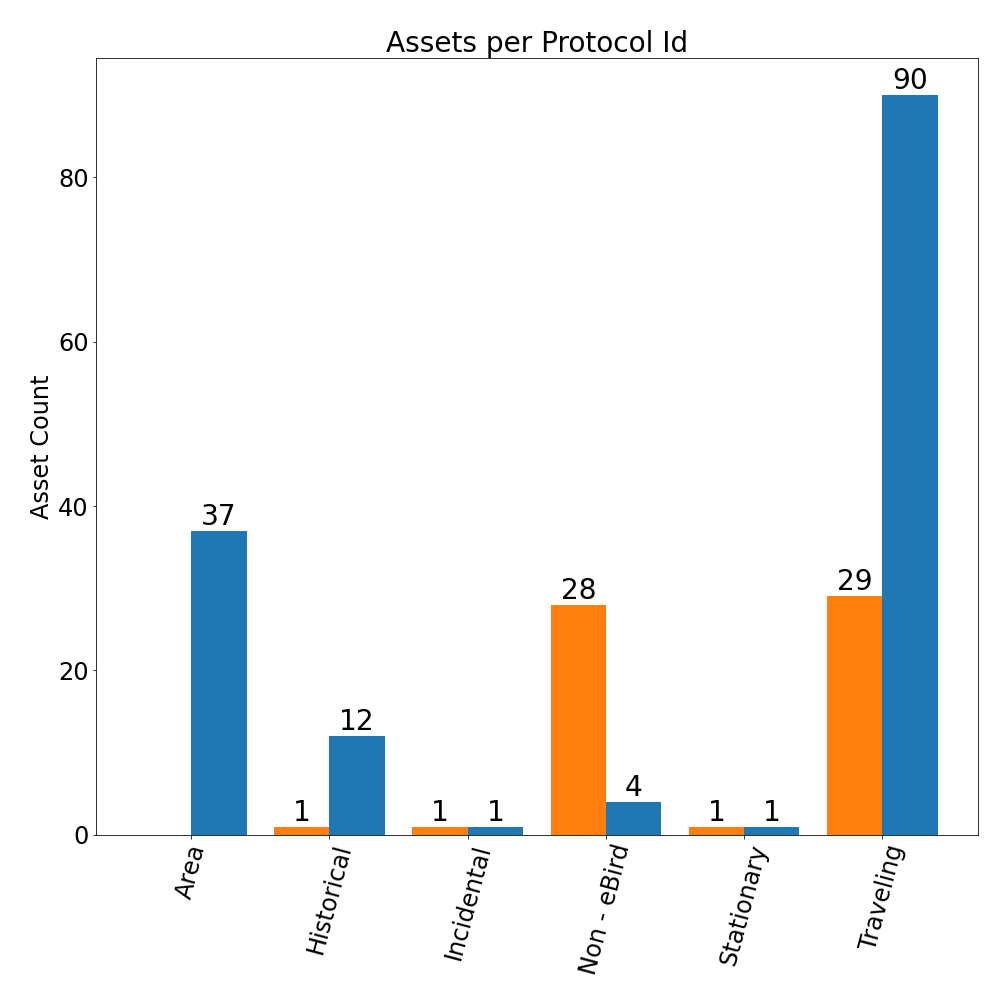 Assets per Protocol Id
Asset Count
80
60
40
20
0
37
1
12
1
1
28
4
1
1
29
90
Area
Historical
Incidental
Non - eBird
Stationary
Traveling